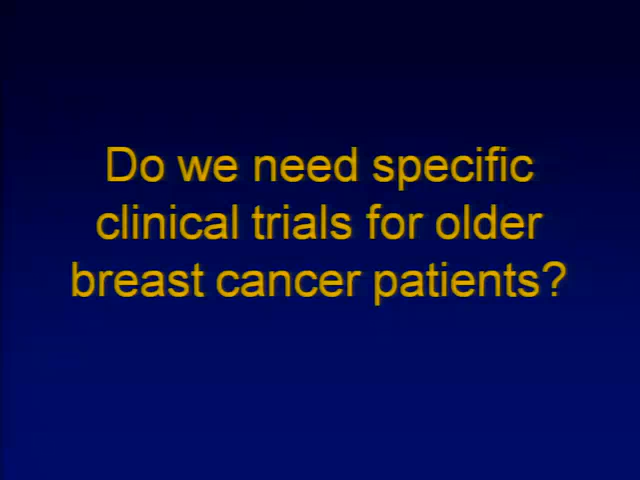 Do we need specific
clinical trials for older
breast cancer patients?